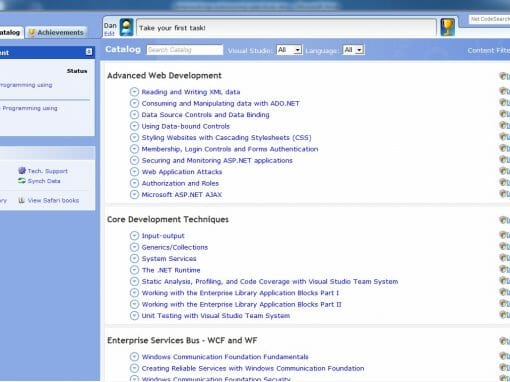 Catalog
Achievements
Dan
Edit
Take your first task!
.Net CodeSearch
Catalog
Search Catalog
Visual Studio:
All
Language:
All
Status
rogramming using
Programming using
Tech. Support
Synch Data
View Safari books
Advanced Web Development
Reading and Writing XML data
Consuming and Manipulating data with ADO.NET
Data Source Controls and Data Binding
Using Data-bound Controls
Styling Websites with Cascading Stylesheets (CSS)
Membership, Login Controls and Forms Authentication
Securing and Monitoring ASP.NET applications
Web Application Attacks
Authorization and Roles
Microsoft ASP.NET AJAX
Core Development Techniques
Input-output
Generics/Collections
System Services
The .NET Runtime
Static Analysis, Profiling, and Code Coverage with Visual Studio Team System
Working with the Enterprise Library Application Blocks Part I
Working with the Enterprise Library Application Blocks Part II
Unit Testing with Visual Studio Team System
Enterprise Services Bus - WCF and WF
Windows Communication Foundation Fundamentals
Creating Reliable Services with Windows Communication Foundation
Windows Communication Foundation Security